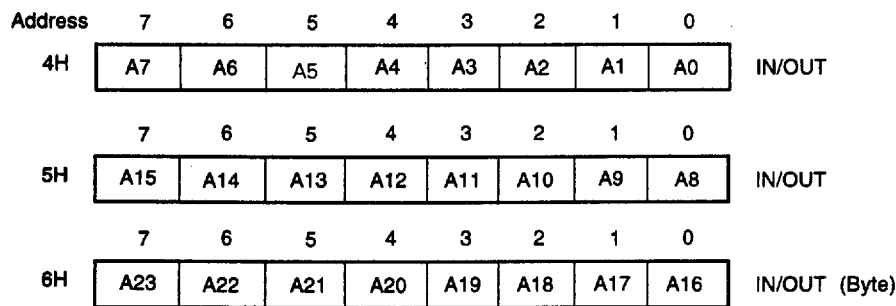 Address 7 6 5 4 3 2 1 0
4H A7 A6 A5 A4 A3 A2 A1 A0 IN/OUT
7 6 5 4 3 2 1 0
5H A15 A14 A13 A12 A11 A10 A9 A8 IN/OUT
7 6 5 4 3 2 1 0
6H A23 A22 A21 A20 A19 A18 A17 A16 IN/OUT (Byte)